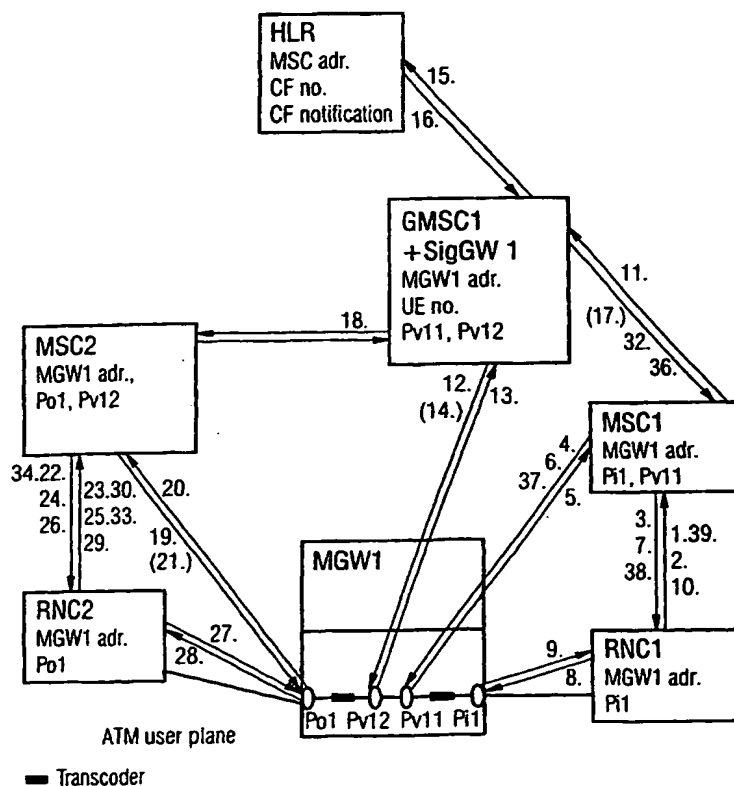 HLR
MSC adr.
CF no.
CF notification
15.
16.
GMSC1
+SigGW 1
MGW1 adr.
UE no.
Pv11, Pv12
11.
(17.)
32.
36.
18.
MSC2
MGW1 adr.,
Po1, Pv12
12.
(14.)
13.
MSC1
MGW1 adr.
Pi1, Pv11
4.
6.
37.
5.
34.22.
24.
26.
23.30.
25.33.
29.
20.
19.
(21.)
3.
7.
38.
1.39.
2.
10.
MGW1
RNC2
MGW1 adr.
Po1
27.
28.
9.
8.
RNC1
MGW1 adr.
Pi1
Po1 Pv12 Pv11 Pi1
ATM user plane
Transcoder